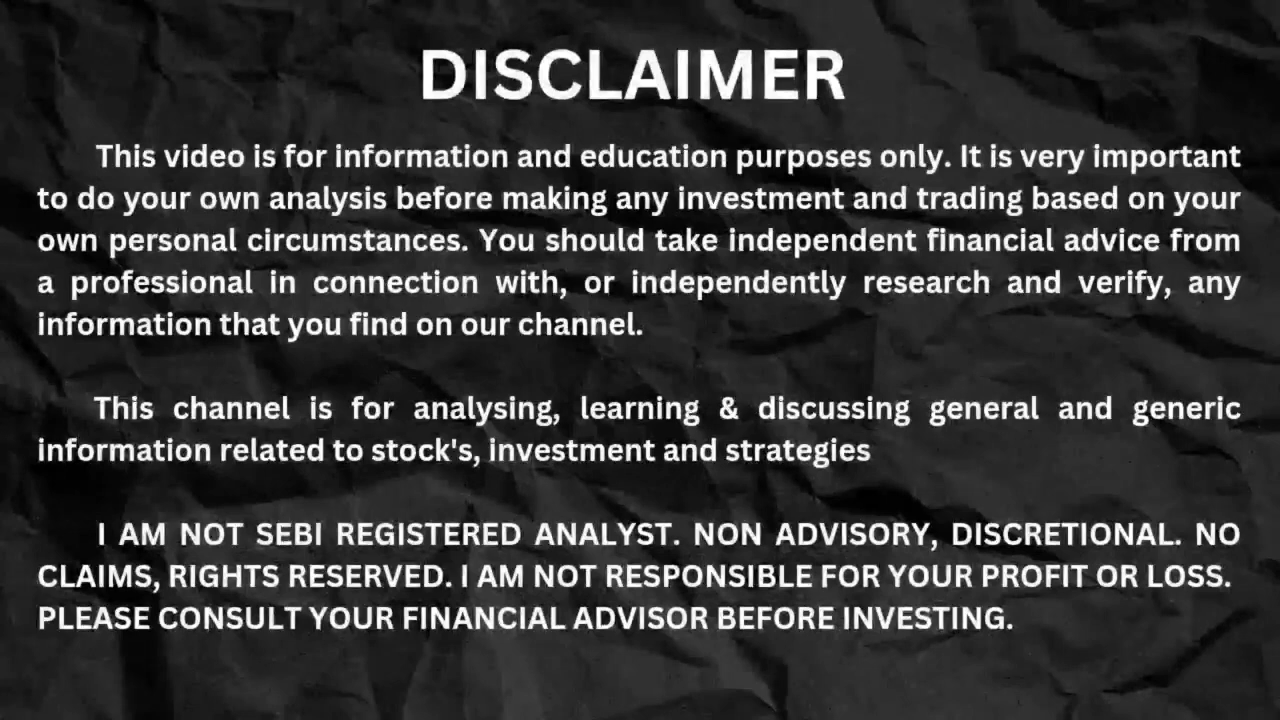 DISCLAIMER
This video is for information and education purposes only. It is very important
to do your own analysis before making any investment and trading based on your
own personal circumstances. You should take independent financial advice from
a professional in connection with, or independently research and verify, any
information that you find on our channel.
This channel is for analysing, learning & discussing general and generic
information related to stock's, investment and strategies
I AM NOT SEBI REGISTERED ANALYST. NON ADVISORY, DISCRETIONAL. NO
CLAIMS, RIGHTS RESERVED. I AM NOT RESPONSIBLE FOR YOUR PROFIT OR LOSS.
PLEASE CONSULT YOUR FINANCIAL ADVISOR BEFORE INVESTING.